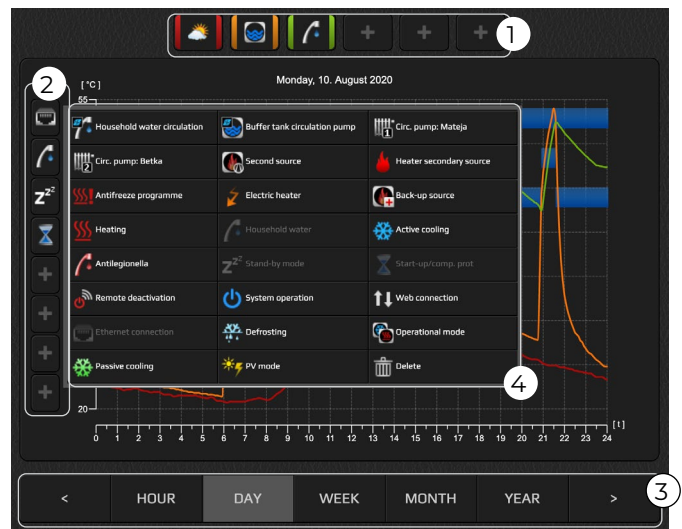 1
2
[°C]
Monday, 10. August 2020
55
Household water circulation
Buffer tank circulation pump
1
Circ. pump: Mateja
2
Circ. pump: Betka
Second source
Heater secondary source
Antifreeze programme
Electric heater
Back-up source
zzz
Heating
Household water
Active cooling
Antilegionella
zzz
Stand-by mode
Start-up/comp. prot
Remote deactivation
System operation
Web connection
Ethernet connection
Defrosting
Operational mode
Passive cooling
PV mode
Delete
4
20
[t]
0 1 2 3 4 5 6 7 8 9 10 11 12 13 14 15 16 17 18 19 20 21 22 23 24
3
< HOUR DAY WEEK MONTH YEAR >